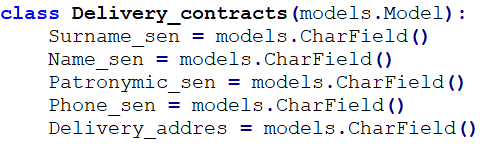 class Delivery_contracts(models.Model):
    Surname_sen = models.CharField()
    Name_sen = models.CharField()
    Patronymic_sen = models.CharField()
    Phone_sen = models.CharField()
    Delivery_addres = models.CharField()